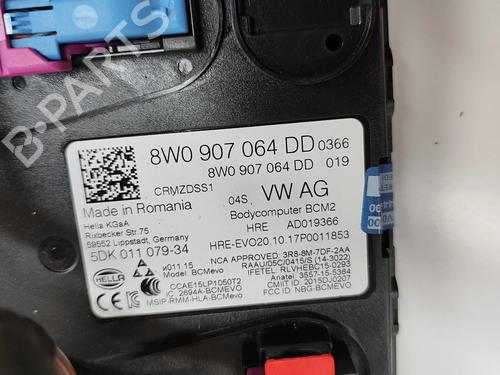 B-PARTS
8W0 907 064 DD 0366
8W0 907 064 DD 019
CRMZDSS1
04S VW AG
Made in Romania
Bodycomputer BCM2
Hella KGaA
Rixbecker Str.75
59552 Lippstadt, Germany
HRE AD019366
5DK 011 079-34
HRE-EVO20.10.17P0011853
HELLA
И011 15
Model: BCMevo
CCAE15LP1050T2
IC 2694A-BCMEVO
MSIP-RMM-HLA-BCMevo
NCA APPROVED. 3R8-8M-7DF-2AA
RAAU/05C/0415/S (14-3022)
IFETEL: RLVHEBC15-0293
Anatel: 3557-15-5364
CMIIT ID: 2015DJ0207
FCC ID: NBG-BCMEVO